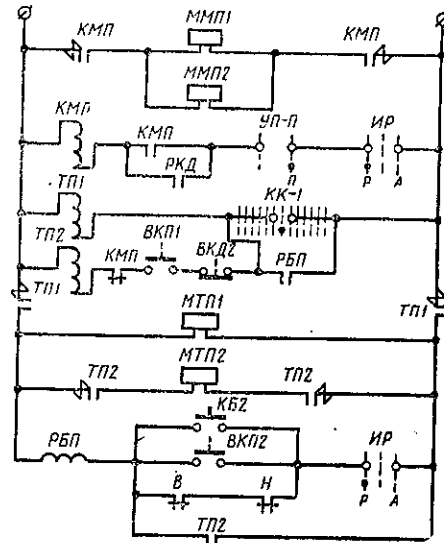 ММП1
КМП КМП
ММП2
КМП КМП УП-П ИР
РКД П Р А
ТП1 КК-1
ТП2 ВКП1 ВКД2
КМП РБП
ТП1 МТП1 ТП1
МТП2
ТП2 ТП2
КБ2
РБП ВКП2 ИР
В Н Р А
ТП2